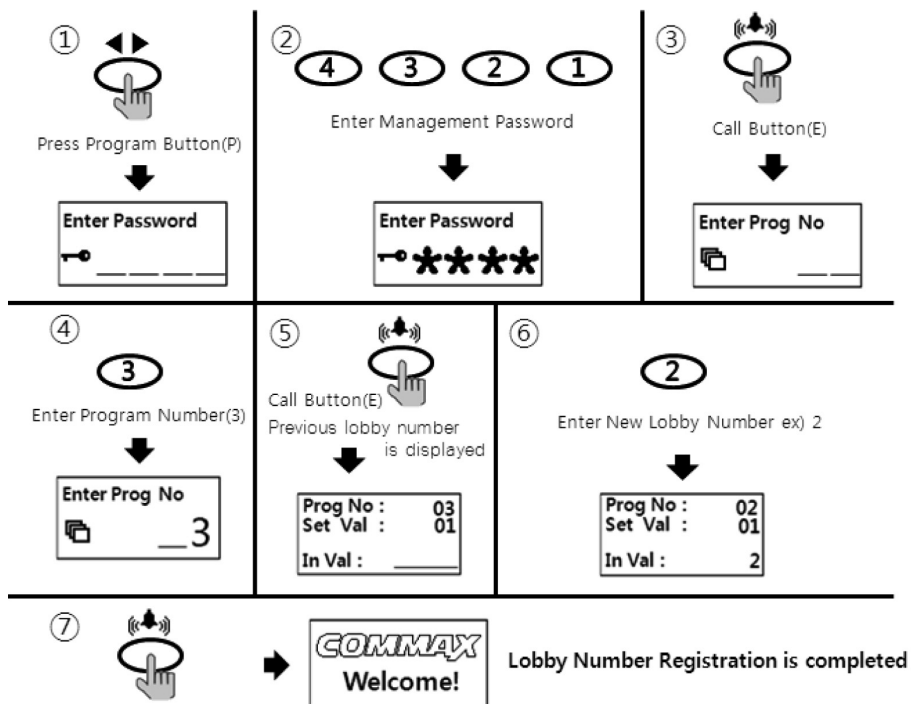 ①
Press Program Button(P)
Enter Password
②
4 3 2 1
Enter Management Password
Enter Password
③
Call Button(E)
Enter Prog No
④
3
Enter Program Number(3)
Enter Prog No
_3
⑤
Call Button(E)
Previous lobby number
is displayed
Prog No : 03
Set Val : 01
In Val :
⑥
2
Enter New Lobby Number ex) 2
Prog No : 02
Set Val : 01
In Val : 2
⑦
COMMAX
Welcome!
Lobby Number Registration is completed